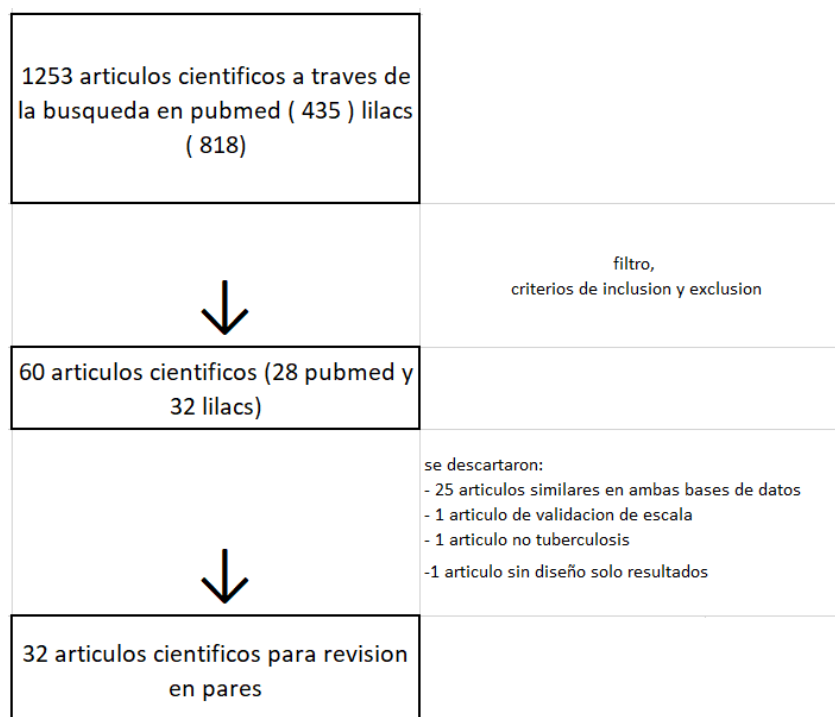 1253 articulos cientificos a traves de
la busqueda en pubmed ( 435 ) lilacs
( 818)
filtro,
criterios de inclusion y exclusion
60 articulos cientificos (28 pubmed y
32 lilacs)
se descartaron:
- 25 articulos similares en ambas bases de datos
- 1 articulo de validacion de escala
- 1 articulo no tuberculosis
-1 articulo sin diseño solo resultados
32 articulos cientificos para revision
en pares